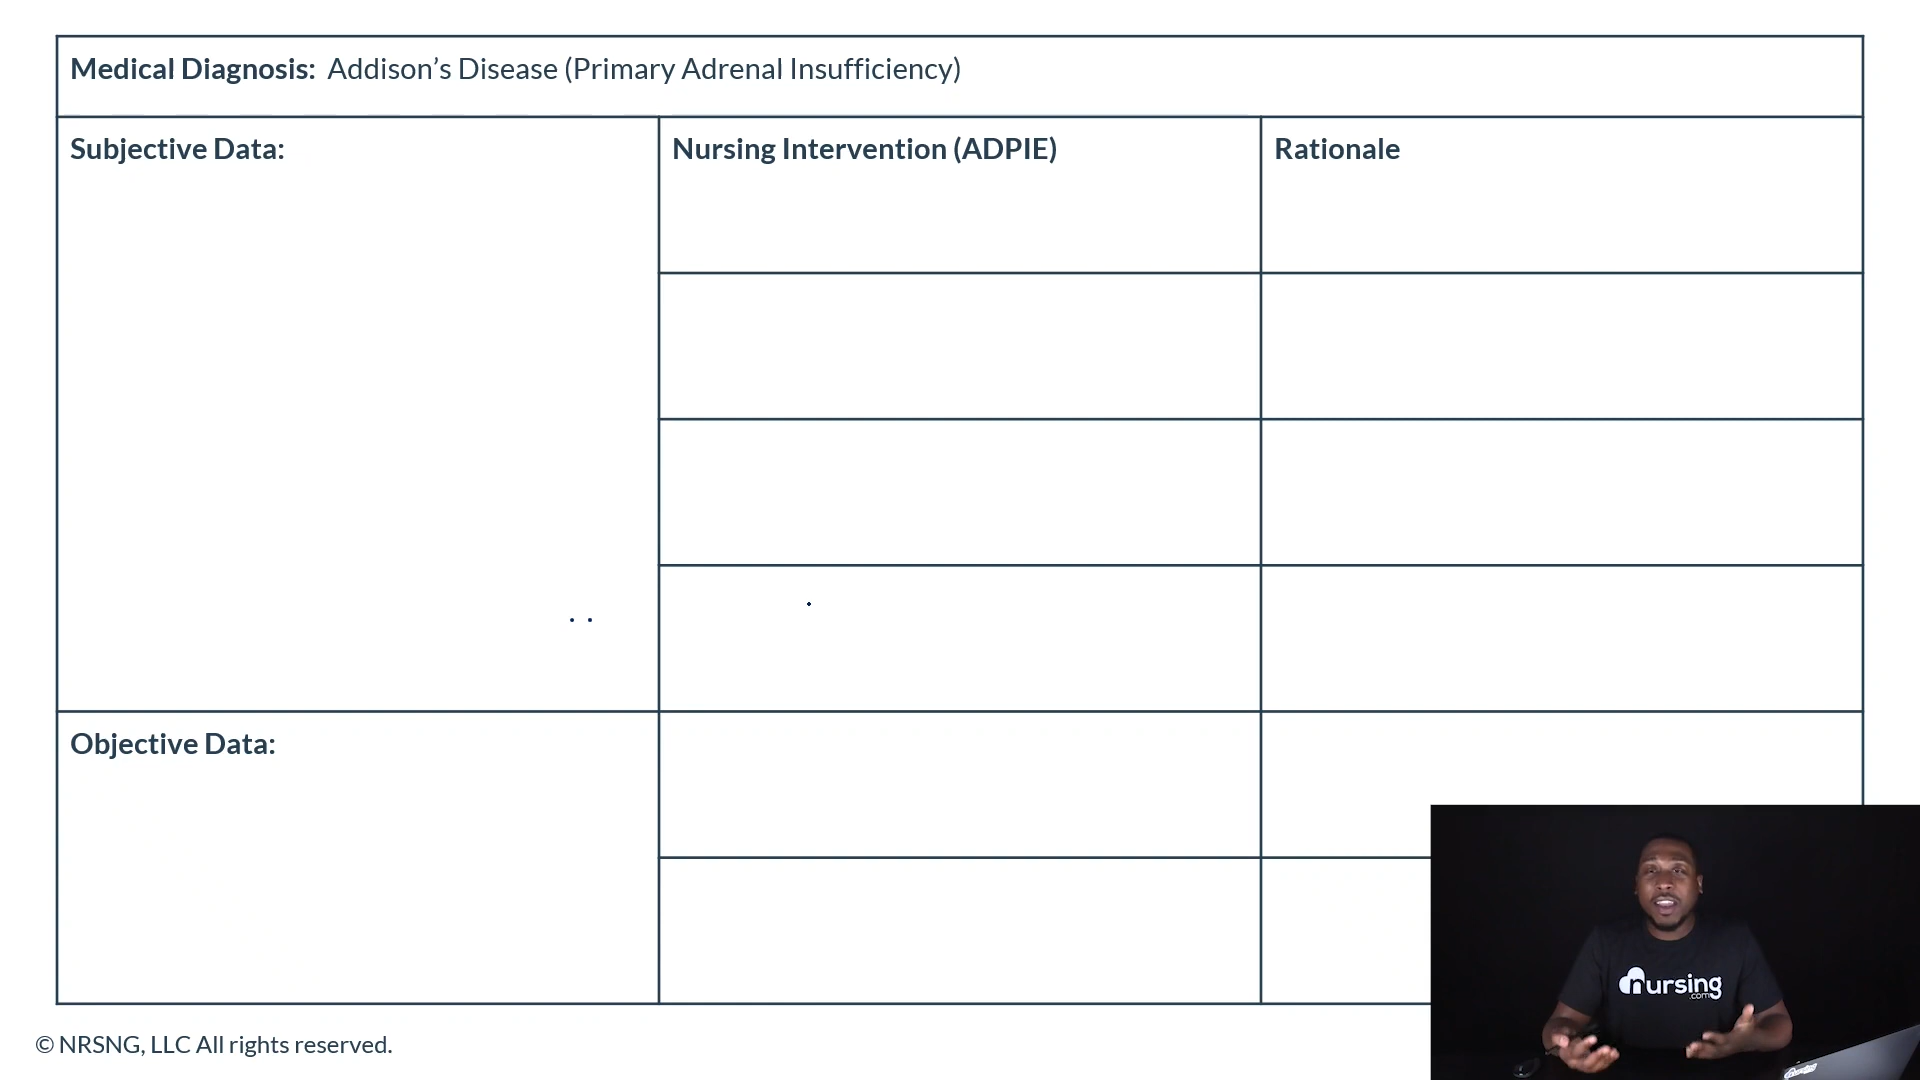 Medical Diagnosis: Addison’s Disease (Primary Adrenal Insufficiency)
Subjective Data:
Nursing Intervention (ADPIE)
Rationale
Objective Data:
nursing
.com
© NRSNG, LLC All rights reserved.